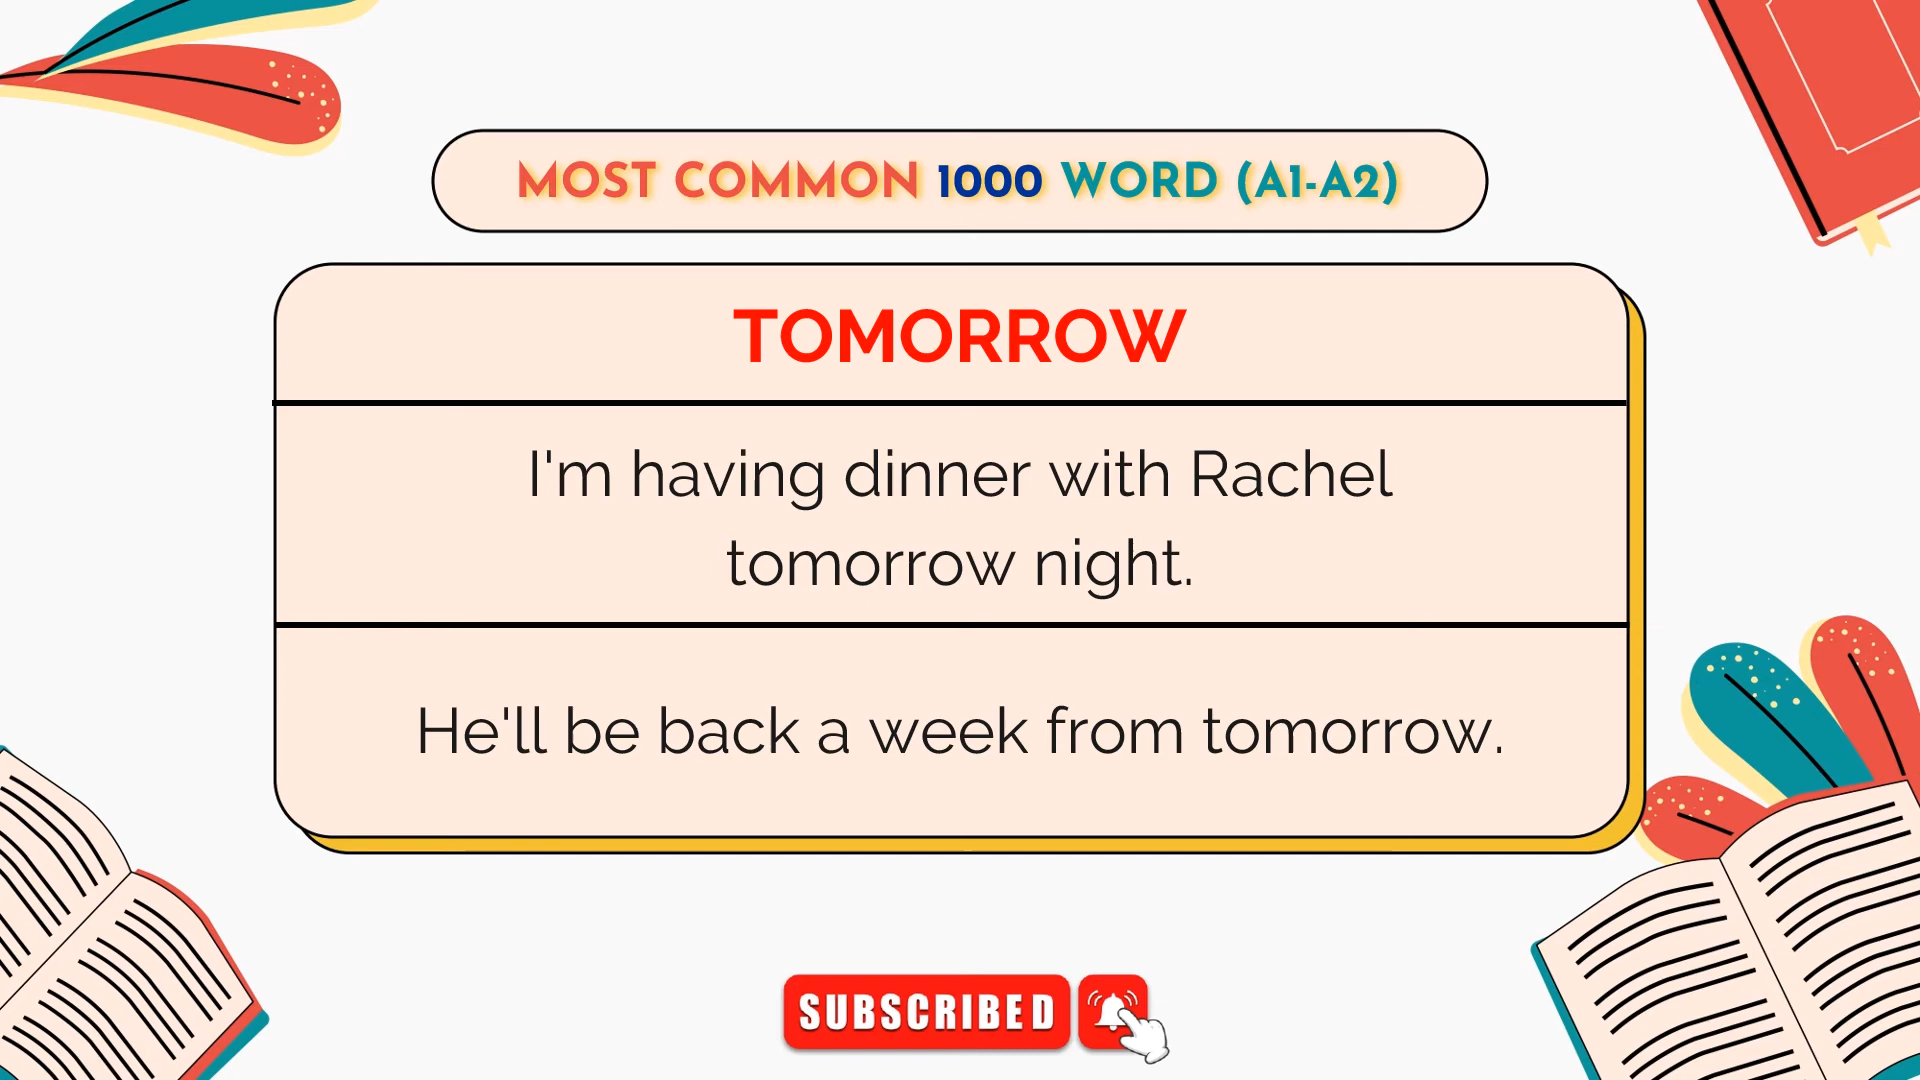 MOST COMMON 1000 WORD (A1-A2)
TOMORROW
I'm having dinner with Rachel
tomorrow night.
He'll be back a week from tomorrow.
SUBSCRIBED